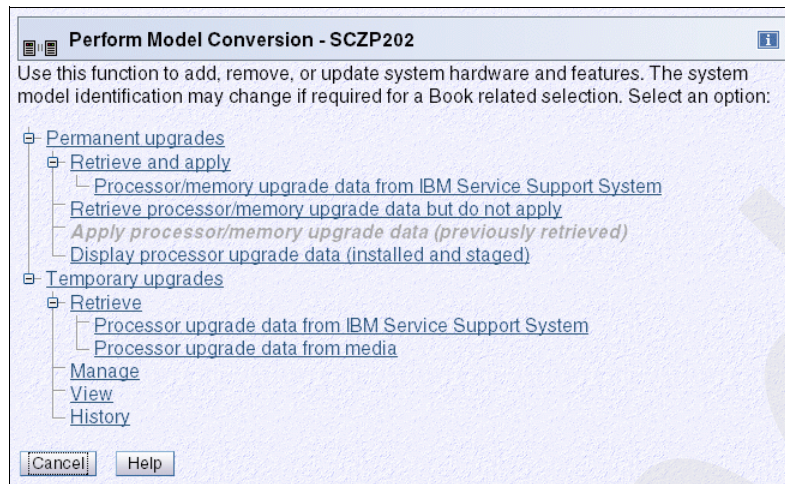 Perform Model Conversion - SCZP202
i
Use this function to add, remove, or update system hardware and features. The system
model identification may change if required for a Book related selection. Select an option:
Permanent upgrades
Retrieve and apply
Processor/memory upgrade data from IBM Service Support System
Retrieve processor/memory upgrade data but do not apply
Apply processor/memory upgrade data (previously retrieved)
Display processor upgrade data (installed and staged)
Temporary upgrades
Retrieve
Processor upgrade data from IBM Service Support System
Processor upgrade data from media
Manage
View
History
Cancel Help